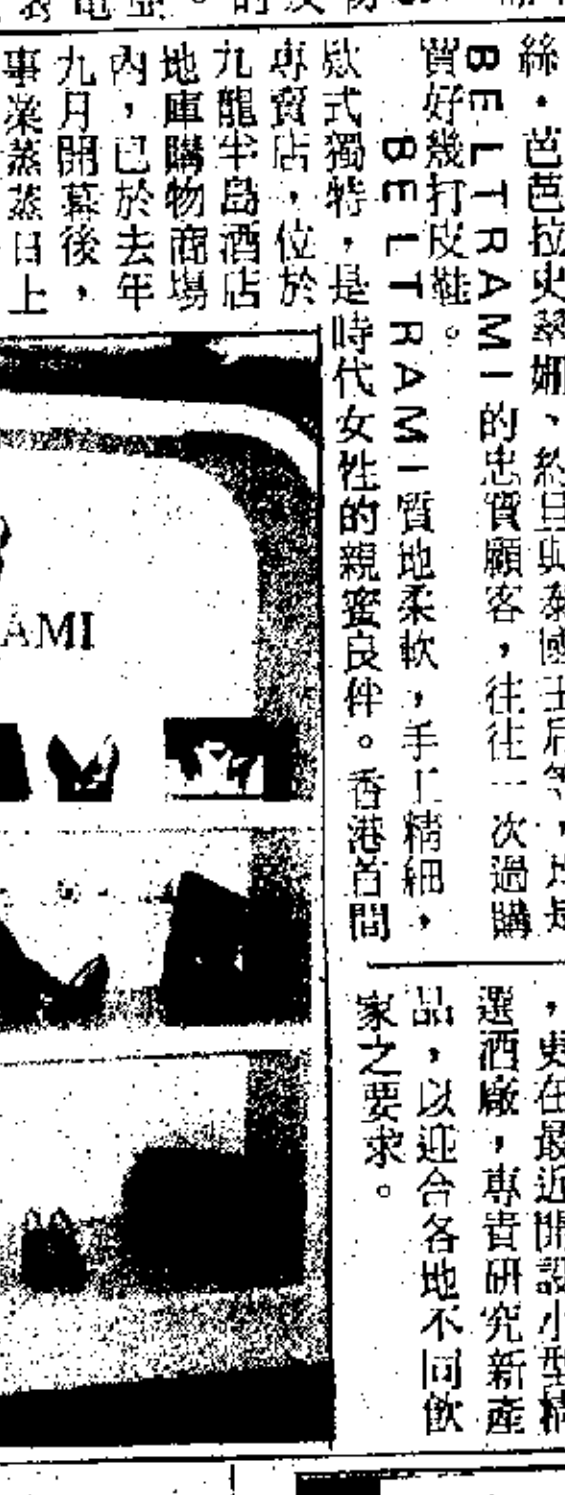 絲·芭芭拉史翠姍、約旦與泰國王后等，均是
BELTRAMI的忠實顧客，往往一次過購
買好幾打皮鞋。
BELTRAMI質地柔軟，手工精細，
款式獨特，是時代女性的親蜜良伴。香港首間
專賣店，位於
九龍半島酒店
地庫購物商場
內，已於去年
九月開幕後，
事業蒸蒸日上
AMI
，更在最近開設小型精
選酒廠，專責研究新產
品，以迎合各地不同飲
家之要求。